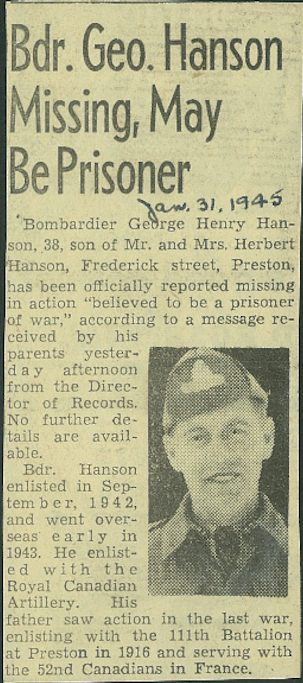 Bdr. Geo. Hanson
Missing, May
Be Prisoner
Jan. 31, 1945
Bombardier George Henry Han-
son, 38, son of Mr. and Mrs. Herbert
Hanson, Frederick street, Preston,
has been officially reported missing
in action "believed to be a prisoner
of war," according to a message re-
ceived by his
parents yester-
day afternoon
from the Direc-
tor of Records.
No further de-
tails are avail-
able.
Bdr. Hanson
enlisted in Sep-
tember, 1942,
and went over-
seas early in
1943. He enlist-
ed with the
Royal Canadian
Artillery. His
father saw action in the last war,
enlisting with the 111th Battalion
at Preston in 1916 and serving with
the 52nd Canadians in France.